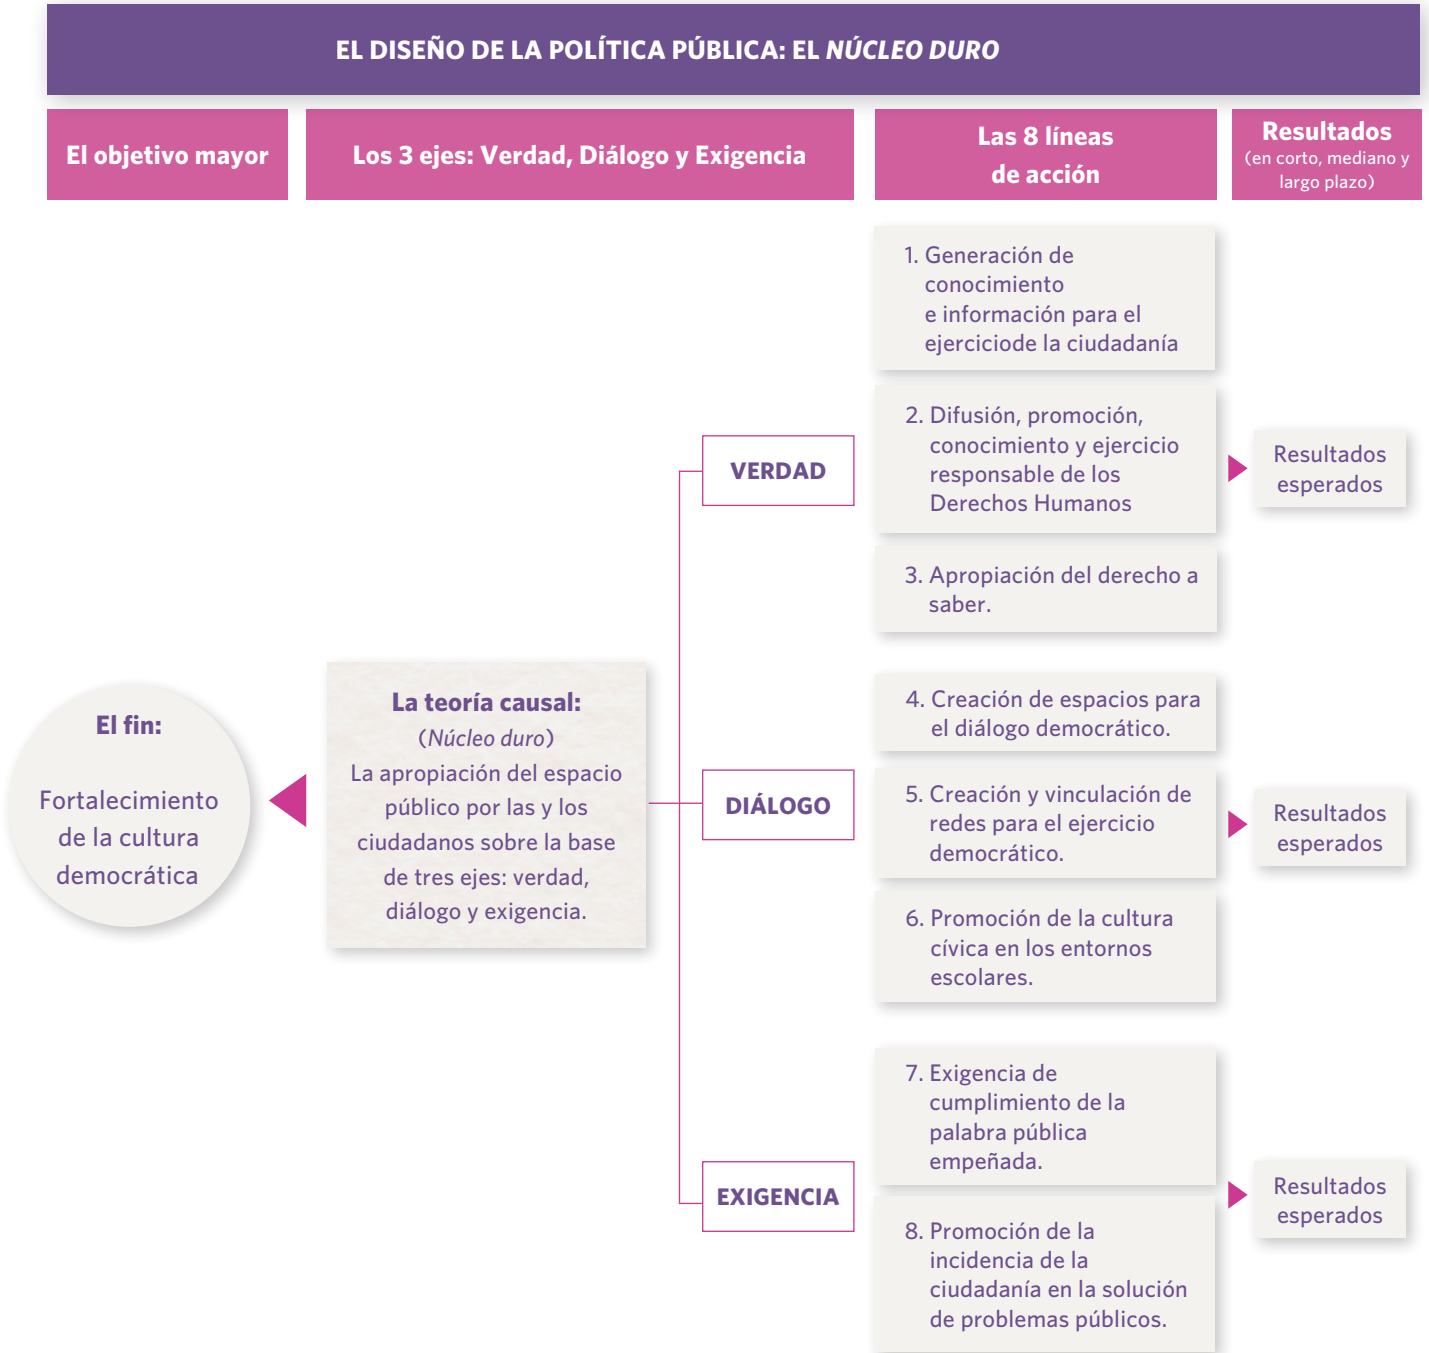 EL DISEÑO DE LA POLÍTICA PÚBLICA: EL NÚCLEO DURO
El objetivo mayor
Los 3 ejes: Verdad, Diálogo y Exigencia
Las 8 líneas
de acción
Resultados
(en corto, mediano y
largo plazo)
El fin:
Fortalecimiento
de la cultura
democrática
La teoría causal:
(Núcleo duro)
La apropiación del espacio
público por las y los
ciudadanos sobre la base
de tres ejes: verdad,
diálogo y exigencia.
VERDAD
1. Generación de
conocimiento
e información para el
ejerciciode la ciudadanía
2. Difusión, promoción,
conocimiento y ejercicio
responsable de los
Derechos Humanos
3. Apropiación del derecho a
saber.
Resultados
esperados
DIÁLOGO
4. Creación de espacios para
el diálogo democrático.
5. Creación y vinculación de
redes para el ejercicio
democrático.
6. Promoción de la cultura
cívica en los entornos
escolares.
Resultados
esperados
EXIGENCIA
7. Exigencia de
cumplimiento de la
palabra pública
empeñada.
8. Promoción de la
incidencia de la
ciudadanía en la solución
de problemas públicos.
Resultados
esperados